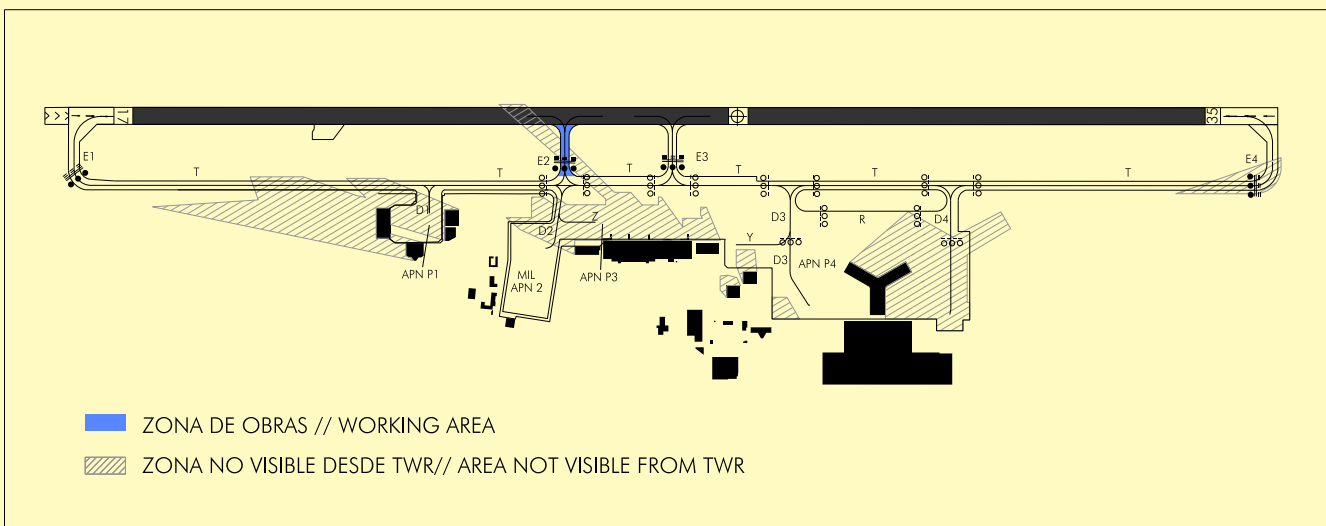 17
35
E1
E2
E3
E4
T
T
T
T
T
T
D1
D2
Z
D3
R
D4
Y
D3
APN P1
MIL
APN 2
APN P3
APN P4
ZONA DE OBRAS // WORKING AREA
ZONA NO VISIBLE DESDE TWR// AREA NOT VISIBLE FROM TWR